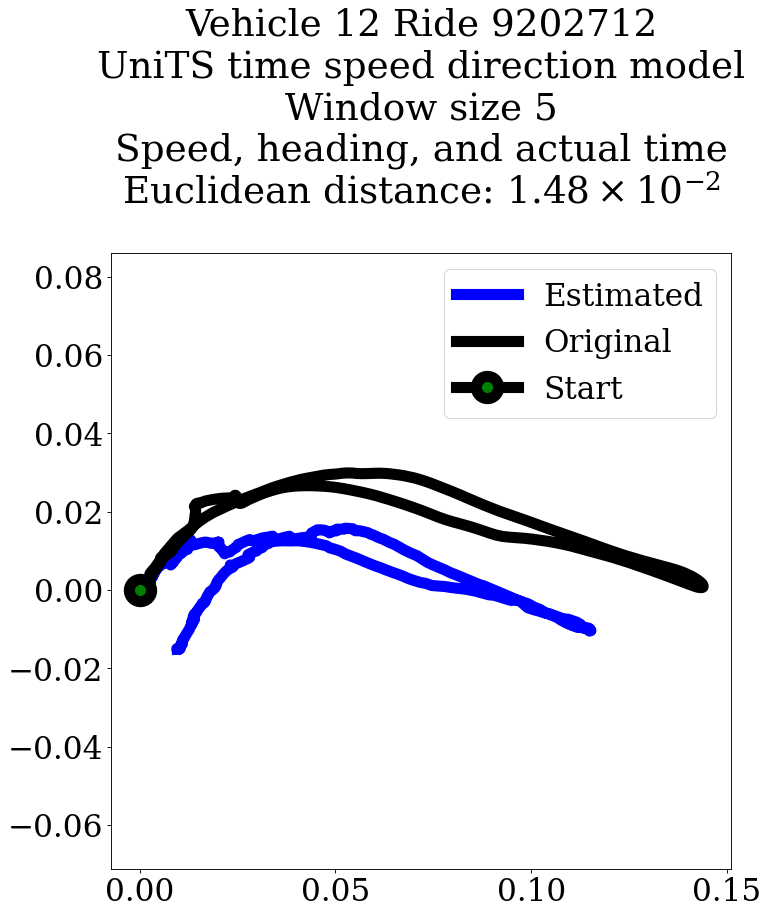 Vehicle 12 Ride 9202712
UniTS time speed direction model
Window size 5
Speed, heading, and actual time
Euclidean distance: 1.48 × 10⁻²
Estimated
Original
Start
0.08
0.06
0.04
0.02
0.00
−0.02
−0.04
−0.06
0.00 0.05 0.10 0.15